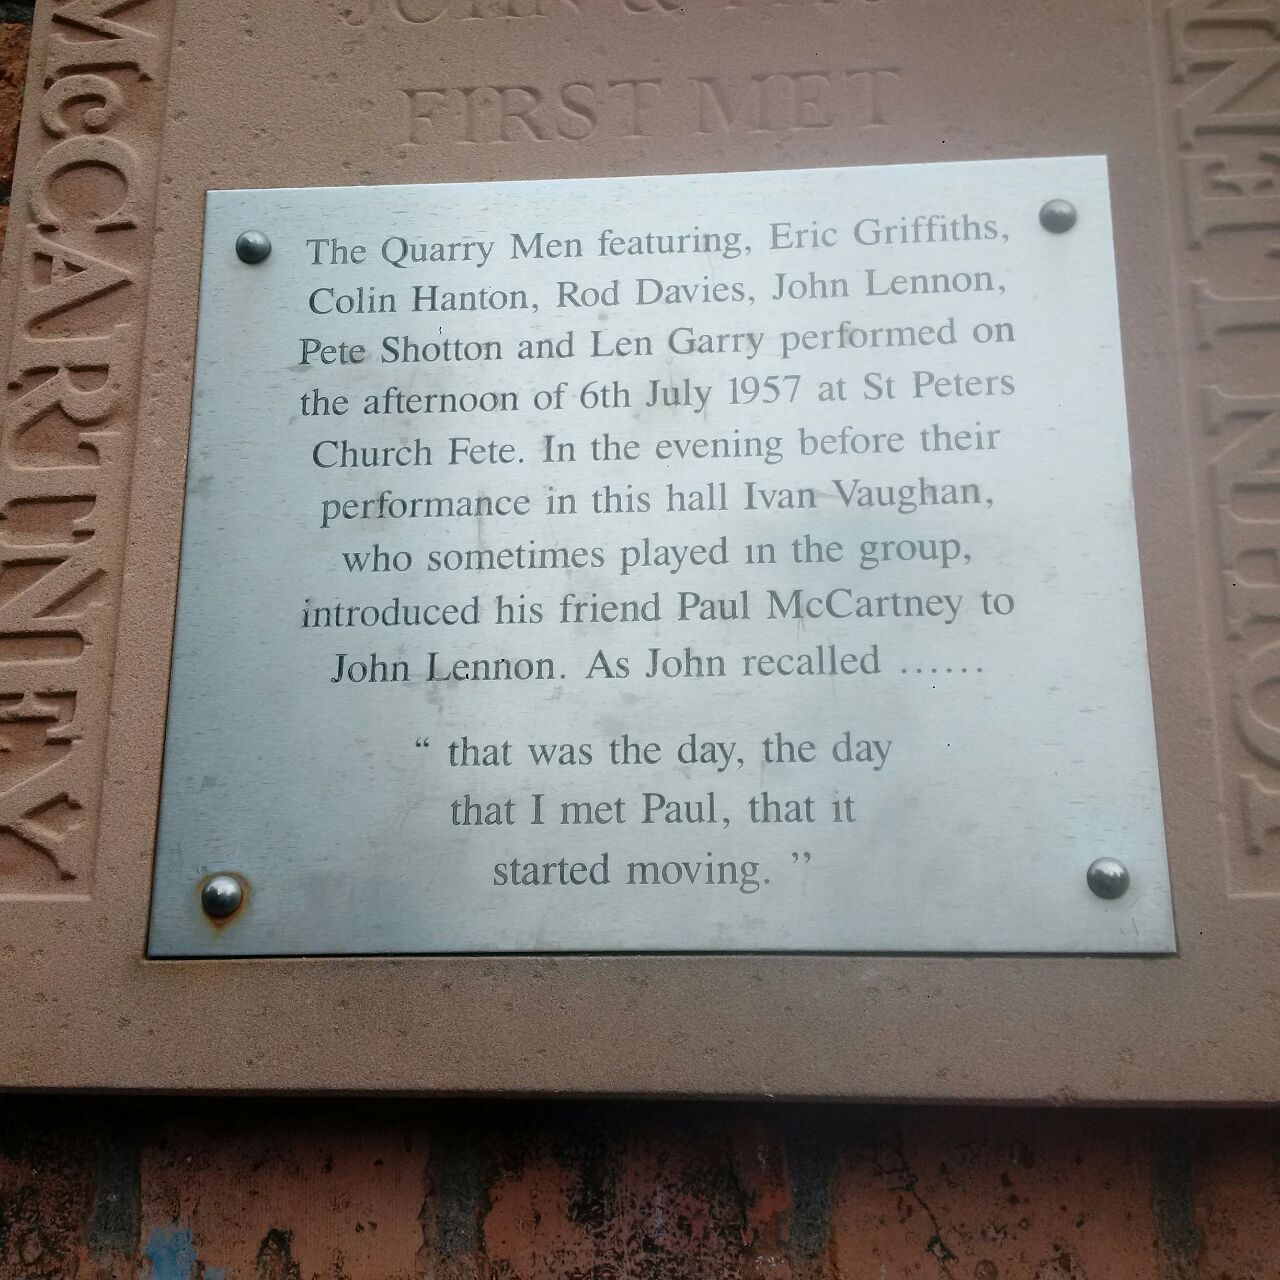 JOHN &
FIRST MET
McCARTNEY
The Quarry Men featuring, Eric Griffiths,
Colin Hanton, Rod Davies, John Lennon,
Pete Shotton and Len Garry performed on
the afternoon of 6th July 1957 at St Peters
Church Fete. In the evening before their
performance in this hall Ivan Vaughan,
who sometimes played in the group,
introduced his friend Paul McCartney to
John Lennon. As John recalled ......
“ that was the day, the day
that I met Paul, that it
started moving. ”